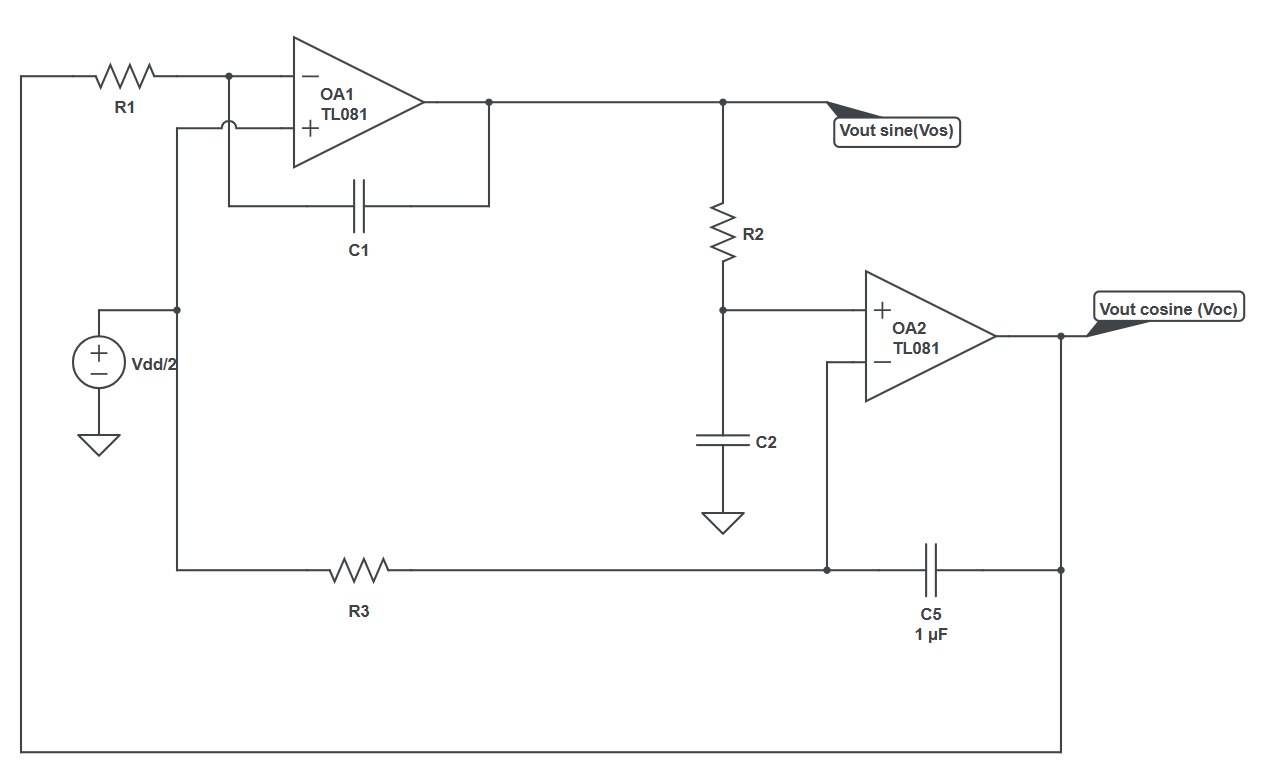 R1
OA1
TL081
Vout sine(Vos)
C1
R2
Vout cosine (Voc)
OA2
TL081
Vdd/2
C2
R3
C5
1 µF